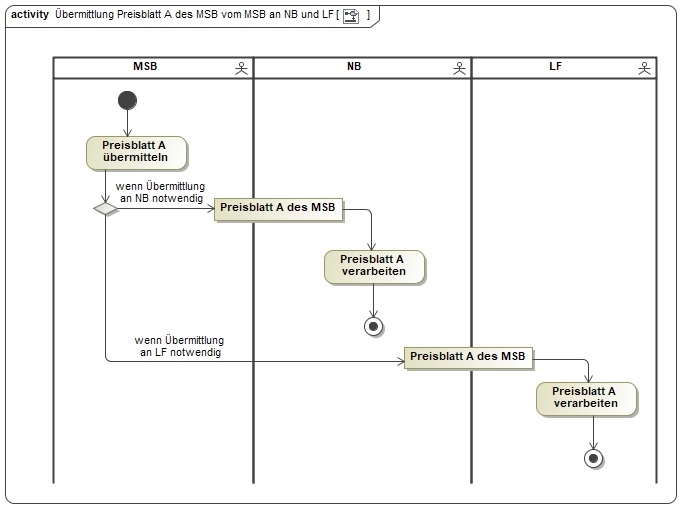 activity Übermittlung Preisblatt A des MSB vom MSB an NB und LF [ ]
MSB
NB
LF
Preisblatt A
übermitteln
wenn Übermittlung
an NB notwendig
Preisblatt A des MSB
Preisblatt A
verarbeiten
wenn Übermittlung
an LF notwendig
Preisblatt A des MSB
Preisblatt A
verarbeiten